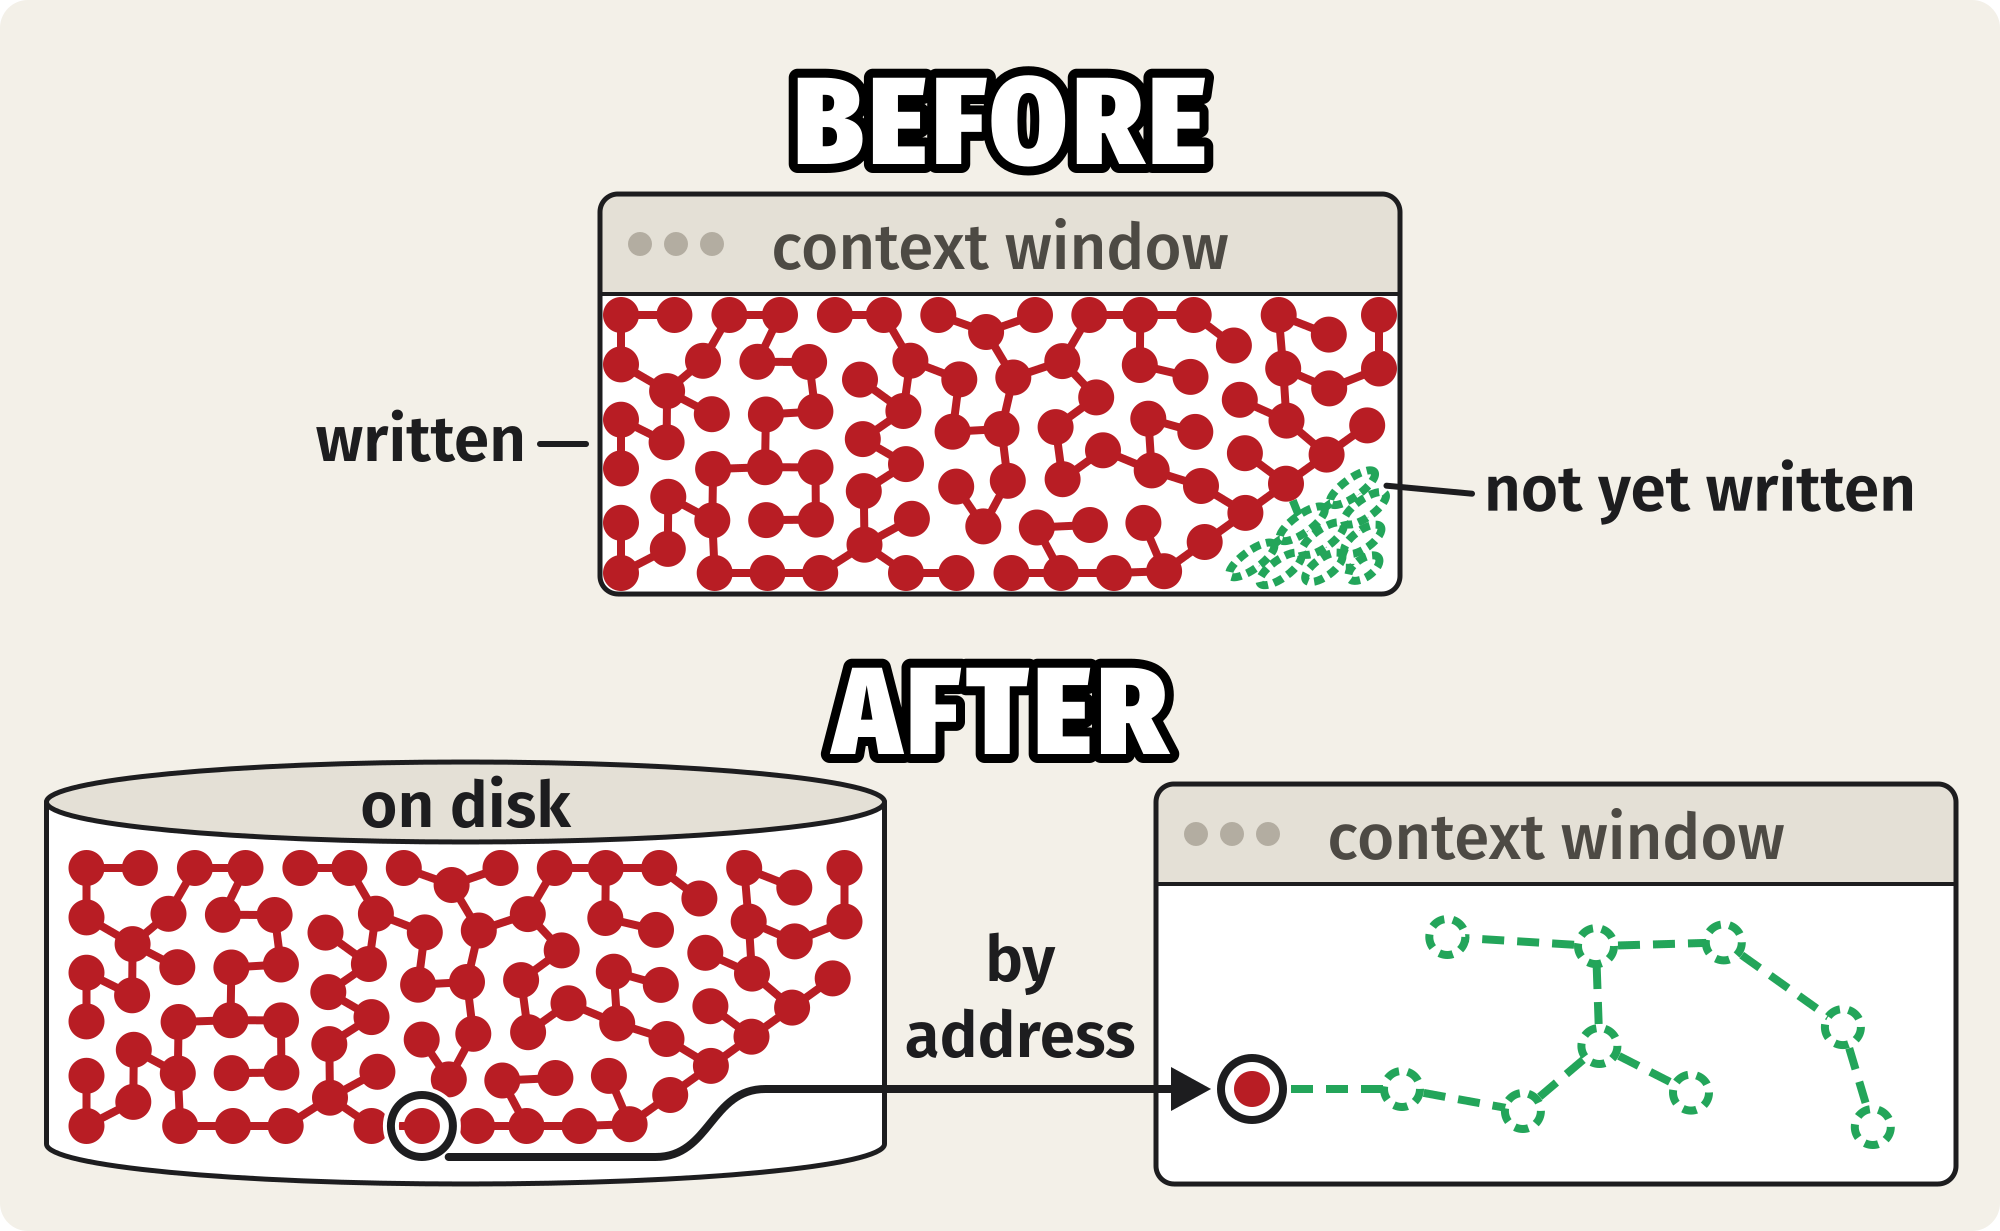 BEFORE
context window
written
not yet written
AFTER
on disk
context window
by
address